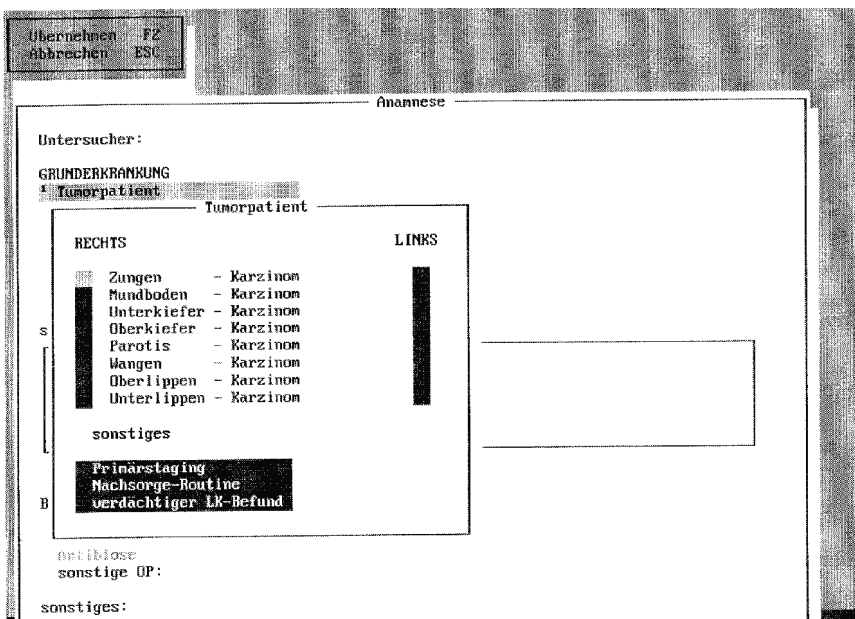 Übernehmen F2
Abbrechen ESC
Anamnese
Untersucher:
GRUNDERKRANKUNG
Tumorpatient
Tumorpatient
RECHTS LINKS
Zungen - Karzinom
Mundboden - Karzinom
Unterkiefer - Karzinom
Oberkiefer - Karzinom
Parotis - Karzinom
Wangen - Karzinom
Oberlippen - Karzinom
Unterlippen - Karzinom
s
sonstiges
Primärstaging
Nachsorge-Routine
B verdächtiger LK-Befund
Antibiose
sonstige OP:
sonstiges: